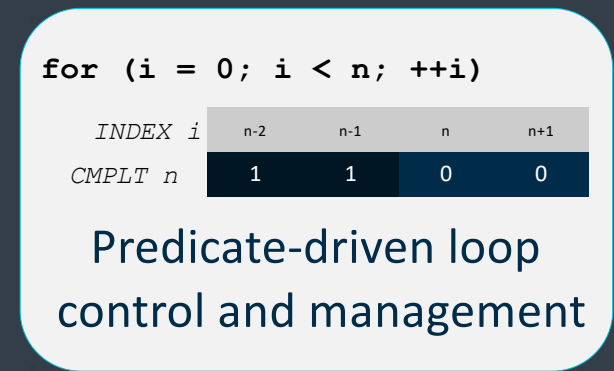 for (i = 0; i < n; ++i)
INDEX i n-2 n-1 n n+1
CMPLT n 1 1 0 0
Predicate-driven loop
control and management